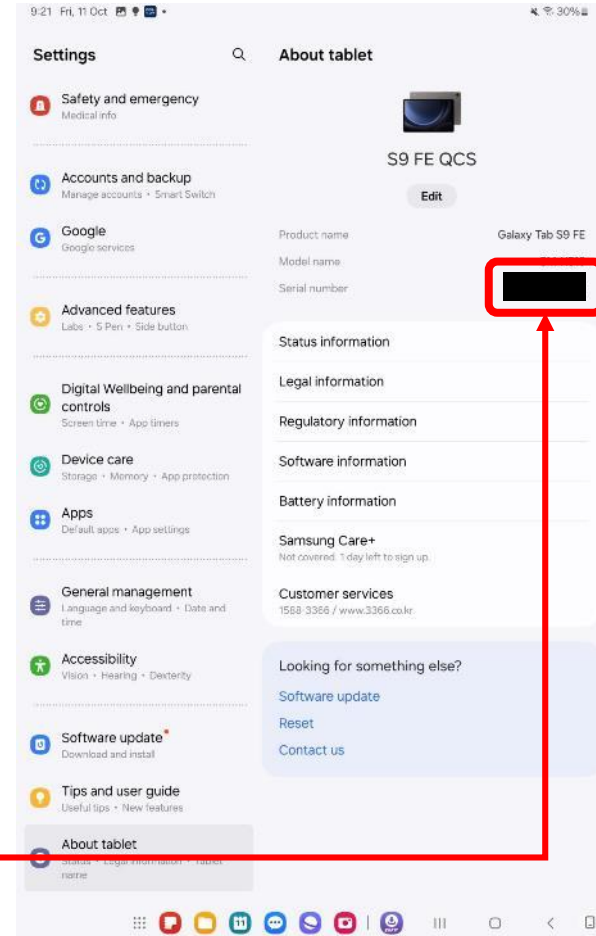 9:21 Fri, 11 Oct
30%
Settings
Safety and emergency
Medical info
Accounts and backup
Manage accounts • Smart Switch
Google
Google services
Advanced features
Labs • S Pen • Side button
Digital Wellbeing and parental
controls
Screen time • App timers
Device care
Storage • Memory • App protection
Apps
Default apps • App settings
General management
Language and keyboard • Date and
time
Accessibility
Vision • Hearing • Dexterity
Software update
Download and install
Tips and user guide
Useful tips • New features
About tablet
Status • Legal information • Tablet
name
About tablet
S9 FE QCS
Edit
Product name Galaxy Tab S9 FE
Model name
Serial number
Status information
Legal information
Regulatory information
Software information
Battery information
Samsung Care+
Not covered. 1 day left to sign up.
Customer services
1588-3366 / www.3366.co.kr
Looking for something else?
Software update
Reset
Contact us
11